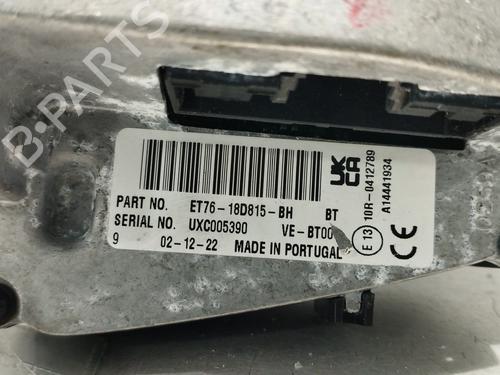 B-PARTS
PART NO. ET76-18D815-BH BT
SERIAL NO. UXC005390 VE-BT00
9 02-12-22 MADE IN PORTUGAL
UK
CA
E 13 10R-0412789
A14441934
CE